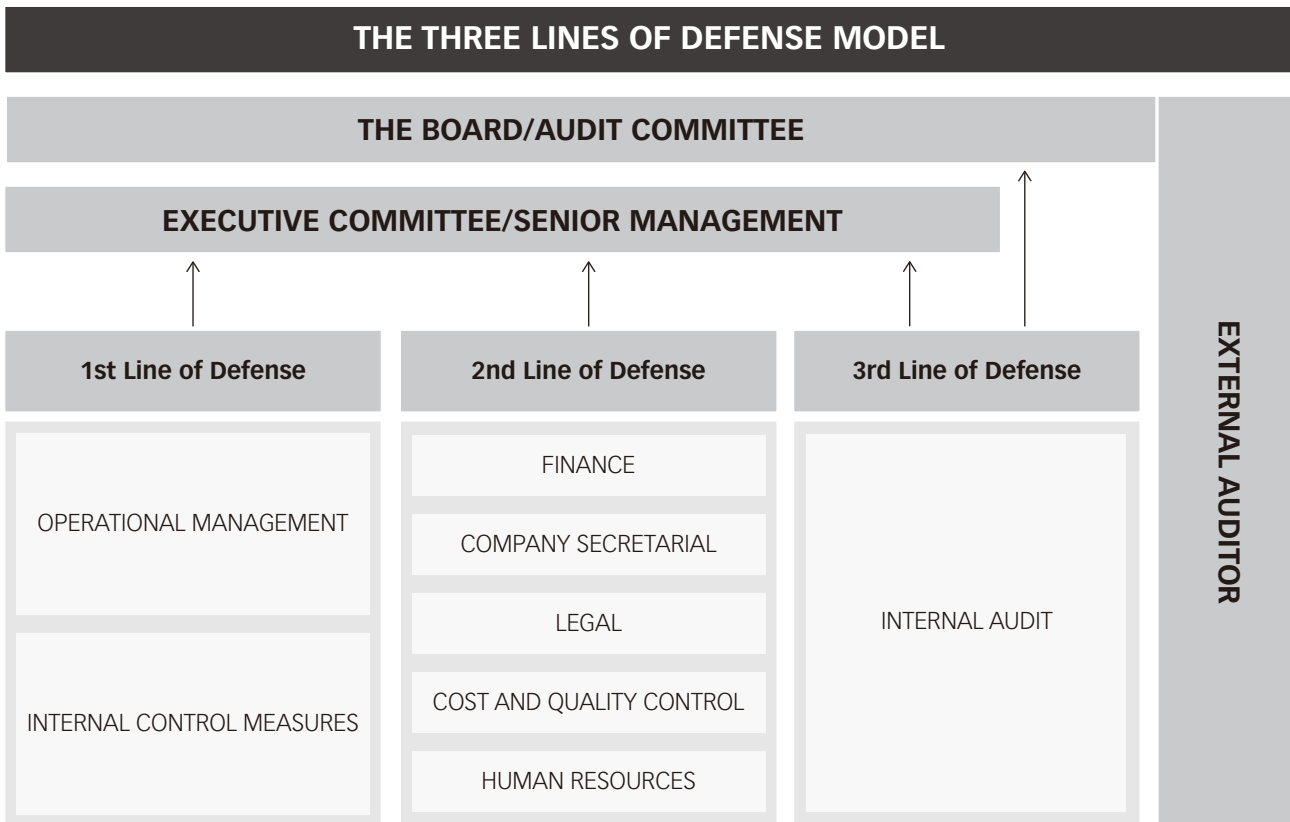 THE THREE LINES OF DEFENSE MODEL
THE BOARD/AUDIT COMMITTEE
EXECUTIVE COMMITTEE/SENIOR MANAGEMENT
1st Line of Defense
OPERATIONAL MANAGEMENT
INTERNAL CONTROL MEASURES
2nd Line of Defense
FINANCE
COMPANY SECRETARIAL
LEGAL
COST AND QUALITY CONTROL
HUMAN RESOURCES
3rd Line of Defense
INTERNAL AUDIT
EXTERNAL AUDITOR